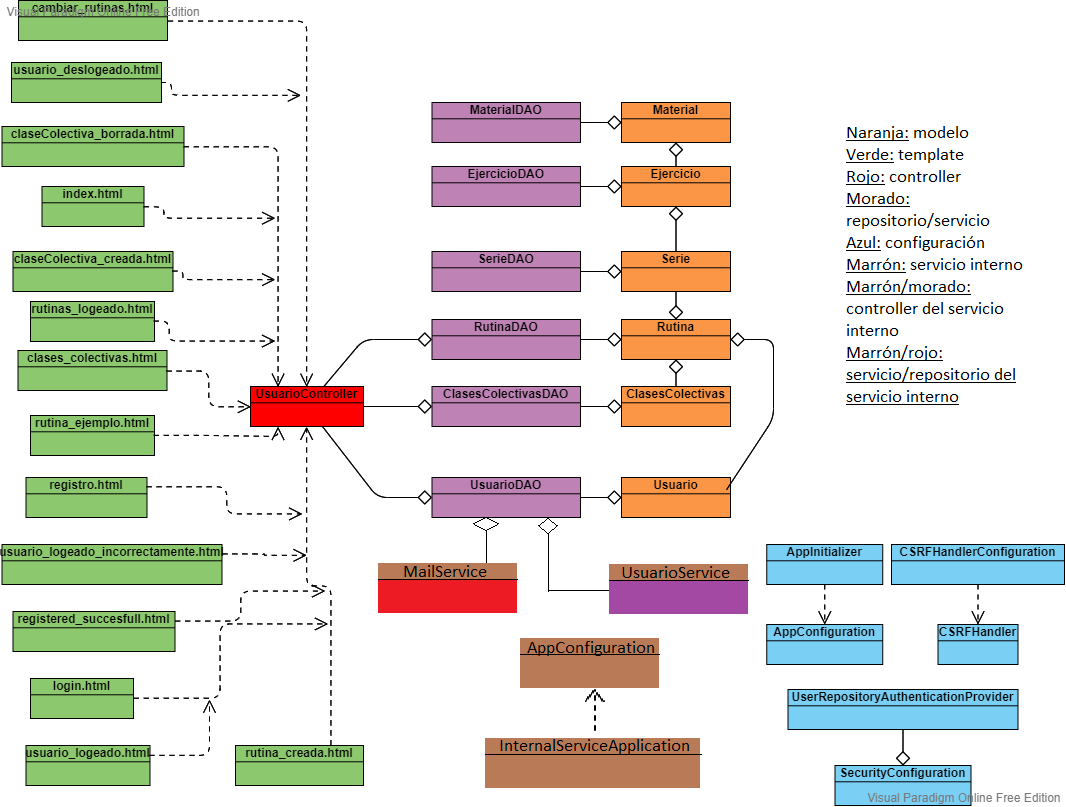 cambiar_rutinas.html
Visual Paradigm Online Free Edition
usuario_deslogeado.html
claseColectiva_borrada.html
index.html
claseColectiva_creada.html
rutinas_logeado.html
clases_colectivas.html
rutina_ejemplo.html
registro.html
usuario_logeado_incorrectamente.html
registered_succesfull.html
login.html
usuario_logeado.html
rutina_creada.html
UsuarioController
MaterialDAO
Material
EjercicioDAO
Ejercicio
SerieDAO
Serie
RutinaDAO
Rutina
ClasesColectivasDAO
ClasesColectivas
UsuarioDAO
Usuario
MailService
UsuarioService
AppConfiguration
InternalServiceApplication
Naranja: modelo
Verde: template
Rojo: controller
Morado:
repositorio/servicio
Azul: configuración
Marrón: servicio interno
Marrón/morado:
controller del servicio
interno
Marrón/rojo:
servicio/repositorio del
servicio interno
AppInitializer
CSRFHandlerConfiguration
AppConfiguration
CSRFHandler
UserRepositoryAuthenticationProvider
SecurityConfiguration
Visual Paradigm Online Free Edition